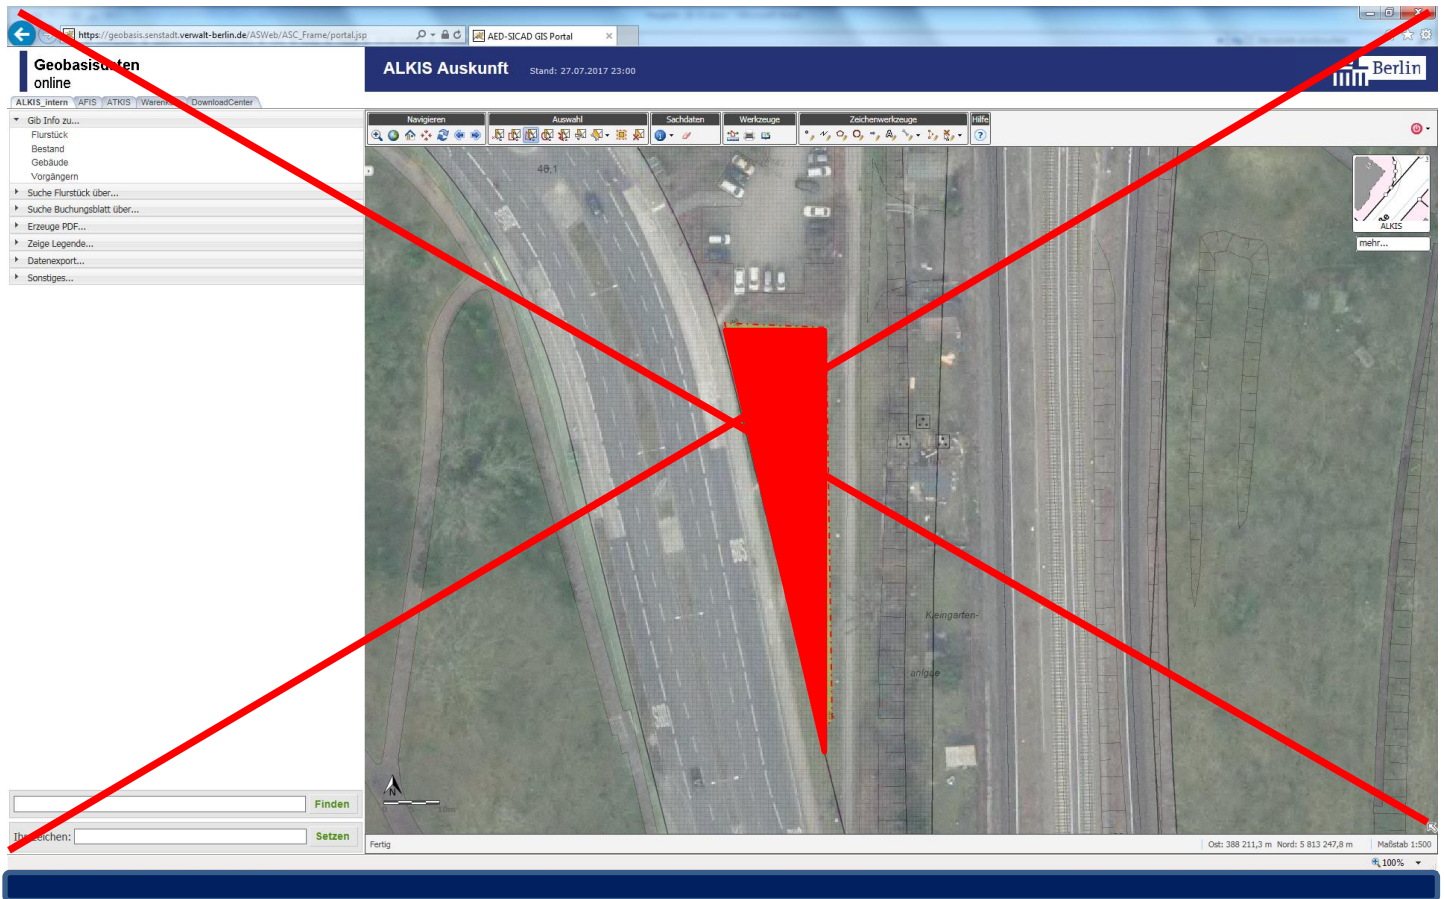 https://geobasis.senstadt.verwalt-berlin.de/ASWeb/ASC_Frame/portal.jsp
AED-SICAD GIS Portal
Geobasisdaten
online
ALKIS Auskunft Stand: 27.07.2017 23:00
Berlin
ALKIS_intern AFIS ATKIS DownloadCenter
Navigieren Auswahl Sachdaten Werkzeuge Zeichenwerkzeuge Hilfe
Gib Info zu...
Flurstück
Bestand
Gebäude
Vorgängern
Suche Flurstück über...
Suche Buchungsblatt über...
Erzeuge PDF...
Zeige Legende...
Datenexport...
Sonstiges...
40,1
ALKIS
mehr...
Kleingarten-
anlage
N
10m
Finden
Setzen
Fertig
Ost: 388 211,3 m Nord: 5 813 247,8 m
Maßstab 1:500
100%